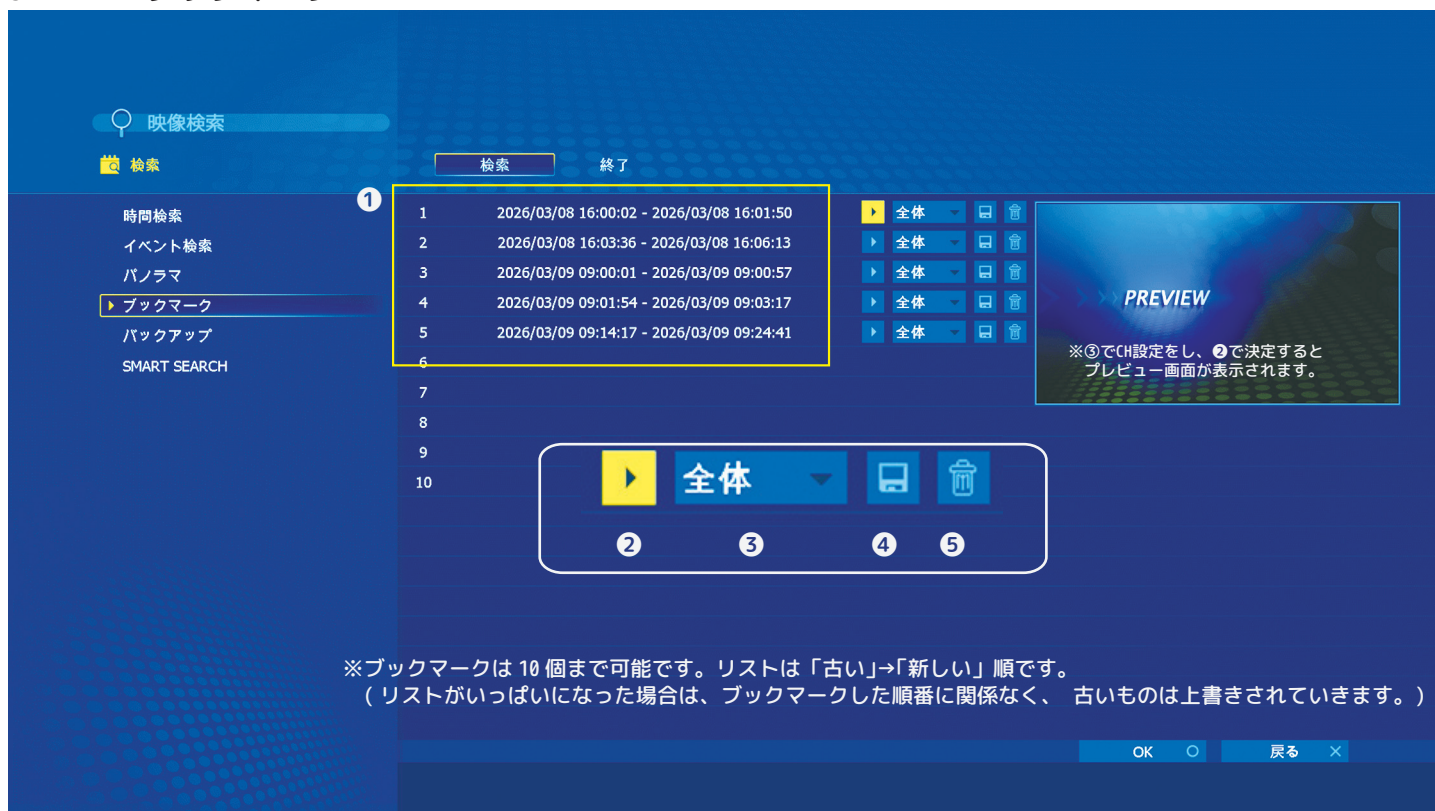 映像検索
検索
検索 終了
❶
時間検索
イベント検索
パノラマ
ブックマーク
バックアップ
SMART SEARCH
1 2026/03/08 16:00:02 - 2026/03/08 16:01:50 全体
2 2026/03/08 16:03:36 - 2026/03/08 16:06:13 全体
3 2026/03/09 09:00:01 - 2026/03/09 09:00:57 全体
4 2026/03/09 09:01:54 - 2026/03/09 09:03:17 全体
5 2026/03/09 09:14:17 - 2026/03/09 09:24:41 全体
6
7
8
9
10
PREVIEW
※③でCH設定をし、❷で決定すると
プレビュー画面が表示されます。
全体
❷ ❸ ❹ ❺
※ブックマークは 10 個まで可能です。リストは「古い」→「新しい」順です。
( リストがいっぱいになった場合は、ブックマークした順番に関係なく、 古いものは上書きされていきます。)
OK 戻る